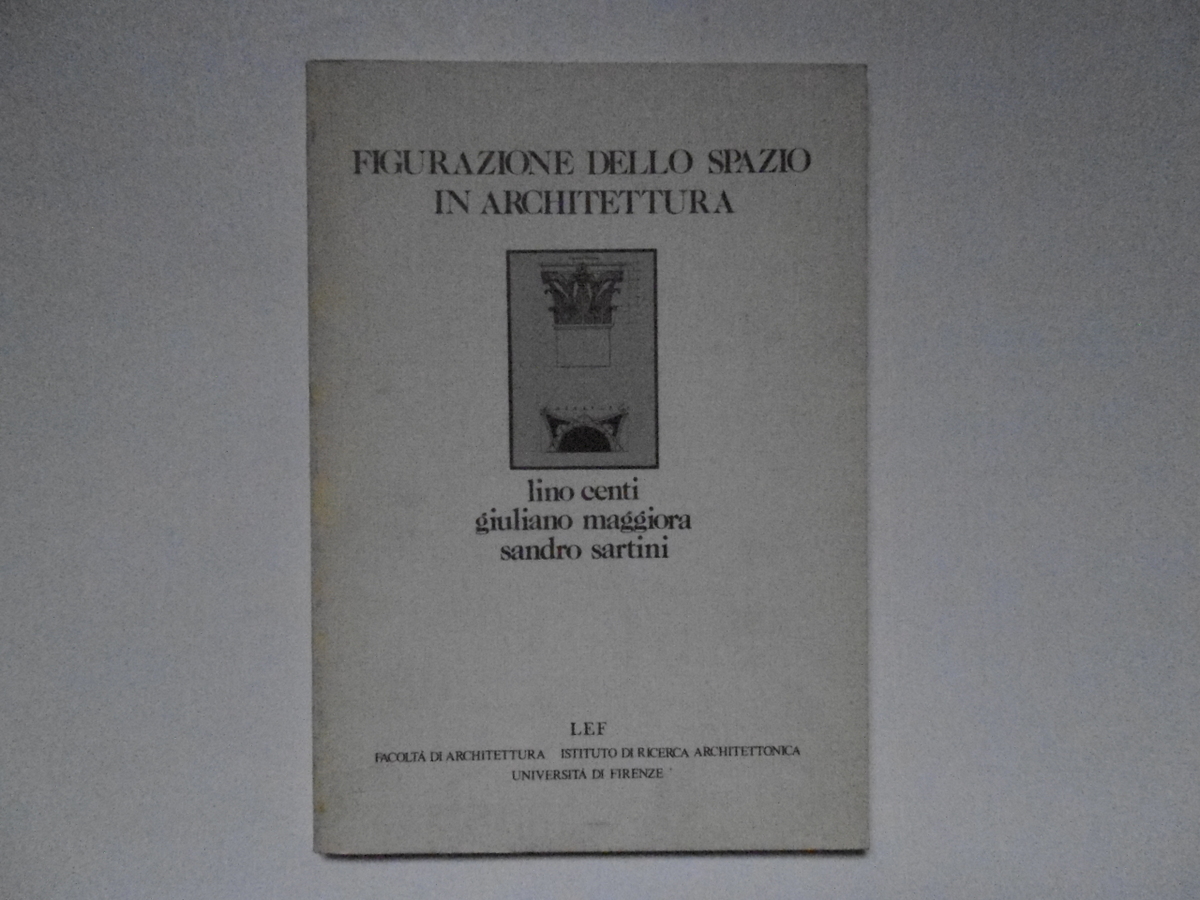 FIGURAZIONE DELLO SPAZIO
IN ARCHITETTURA
lino centi
giuliano maggiora
sandro sartini
LEF
FACOLTÀ DI ARCHITETTURA ISTITUTO DI RICERCA ARCHITETTONICA
UNIVERSITÀ DI FIRENZE